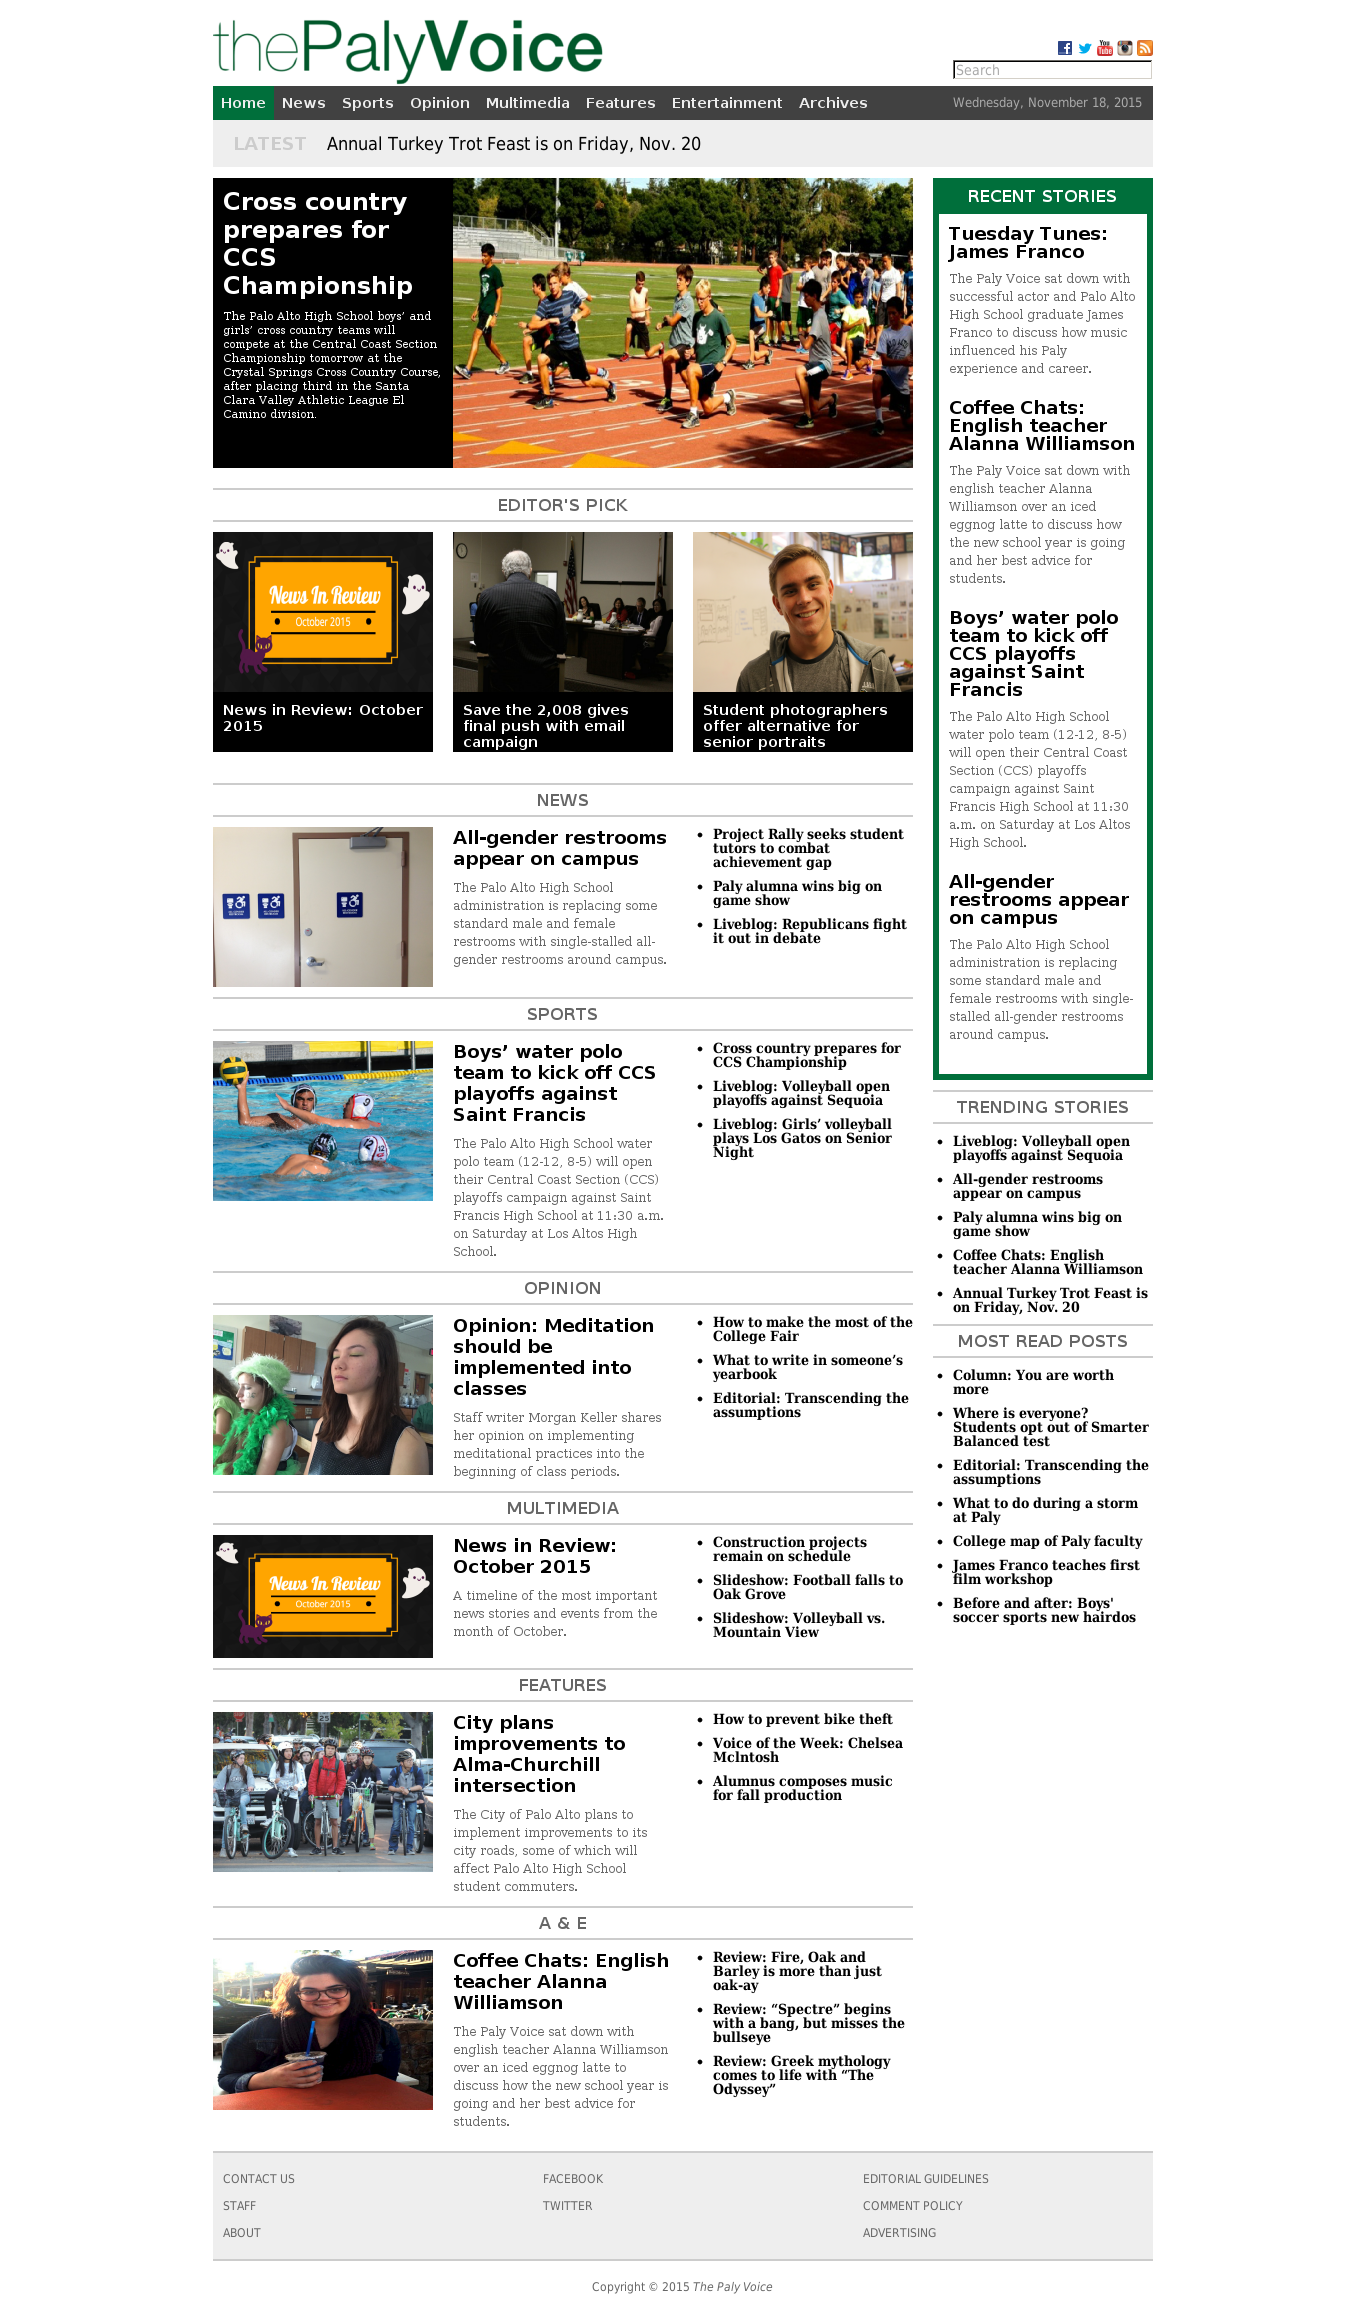 thePalyVoice
Search
Home News Sports Opinion Multimedia Features Entertainment Archives
Wednesday, November 18, 2015
LATEST Annual Turkey Trot Feast is on Friday, Nov. 20
Cross country
prepares for
CCS
Championship
The Palo Alto High School boys’ and
girls’ cross country teams will
compete at the Central Coast Section
Championship tomorrow at the
Crystal Springs Cross Country Course,
after placing third in the Santa
Clara Valley Athletic League El
Camino division.
EDITOR'S PICK
News In Review
October 2015
News in Review: October
2015
Save the 2,008 gives
final push with email
campaign
Student photographers
offer alternative for
senior portraits
NEWS
All-gender restrooms
appear on campus
The Palo Alto High School
administration is replacing some
standard male and female
restrooms with single-stalled all-
gender restrooms around campus.
Project Rally seeks student
tutors to combat
achievement gap
Paly alumna wins big on
game show
Liveblog: Republicans fight
it out in debate
SPORTS
Boys’ water polo
team to kick off CCS
playoffs against
Saint Francis
The Palo Alto High School water
polo team (12-12, 8-5) will open
their Central Coast Section (CCS)
playoffs campaign against Saint
Francis High School at 11:30 a.m.
on Saturday at Los Altos High
School.
Cross country prepares for
CCS Championship
Liveblog: Volleyball open
playoffs against Sequoia
Liveblog: Girls’ volleyball
plays Los Gatos on Senior
Night
OPINION
Opinion: Meditation
should be
implemented into
classes
Staff writer Morgan Keller shares
her opinion on implementing
meditational practices into the
beginning of class periods.
How to make the most of the
College Fair
What to write in someone’s
yearbook
Editorial: Transcending the
assumptions
MULTIMEDIA
News In Review
October 2015
News in Review:
October 2015
A timeline of the most important
news stories and events from the
month of October.
Construction projects
remain on schedule
Slideshow: Football falls to
Oak Grove
Slideshow: Volleyball vs.
Mountain View
FEATURES
City plans
improvements to
Alma-Churchill
intersection
The City of Palo Alto plans to
implement improvements to its
city roads, some of which will
affect Palo Alto High School
student commuters.
How to prevent bike theft
Voice of the Week: Chelsea
McIntosh
Alumnus composes music
for fall production
A & E
Coffee Chats: English
teacher Alanna
Williamson
The Paly Voice sat down with
english teacher Alanna Williamson
over an iced eggnog latte to
discuss how the new school year is
going and her best advice for
students.
Review: Fire, Oak and
Barley is more than just
oak-ay
Review: “Spectre” begins
with a bang, but misses the
bullseye
Review: Greek mythology
comes to life with “The
Odyssey”
RECENT STORIES
Tuesday Tunes:
James Franco
The Paly Voice sat down with
successful actor and Palo Alto
High School graduate James
Franco to discuss how music
influenced his Paly
experience and career.
Coffee Chats:
English teacher
Alanna Williamson
The Paly Voice sat down with
english teacher Alanna
Williamson over an iced
eggnog latte to discuss how
the new school year is going
and her best advice for
students.
Boys’ water polo
team to kick off
CCS playoffs
against Saint
Francis
The Palo Alto High School
water polo team (12-12, 8-5)
will open their Central Coast
Section (CCS) playoffs
campaign against Saint
Francis High School at 11:30
a.m. on Saturday at Los Altos
High School.
All-gender
restrooms appear
on campus
The Palo Alto High School
administration is replacing
some standard male and
female restrooms with single-
stalled all-gender restrooms
around campus.
TRENDING STORIES
Liveblog: Volleyball open
playoffs against Sequoia
All-gender restrooms
appear on campus
Paly alumna wins big on
game show
Coffee Chats: English
teacher Alanna Williamson
Annual Turkey Trot Feast is
on Friday, Nov. 20
MOST READ POSTS
Column: You are worth
more
Where is everyone?
Students opt out of Smarter
Balanced test
Editorial: Transcending the
assumptions
What to do during a storm
at Paly
College map of Paly faculty
James Franco teaches first
film workshop
Before and after: Boys'
soccer sports new hairdos
CONTACT US
STAFF
ABOUT
FACEBOOK
TWITTER
EDITORIAL GUIDELINES
COMMENT POLICY
ADVERTISING
Copyright © 2015 The Paly Voice